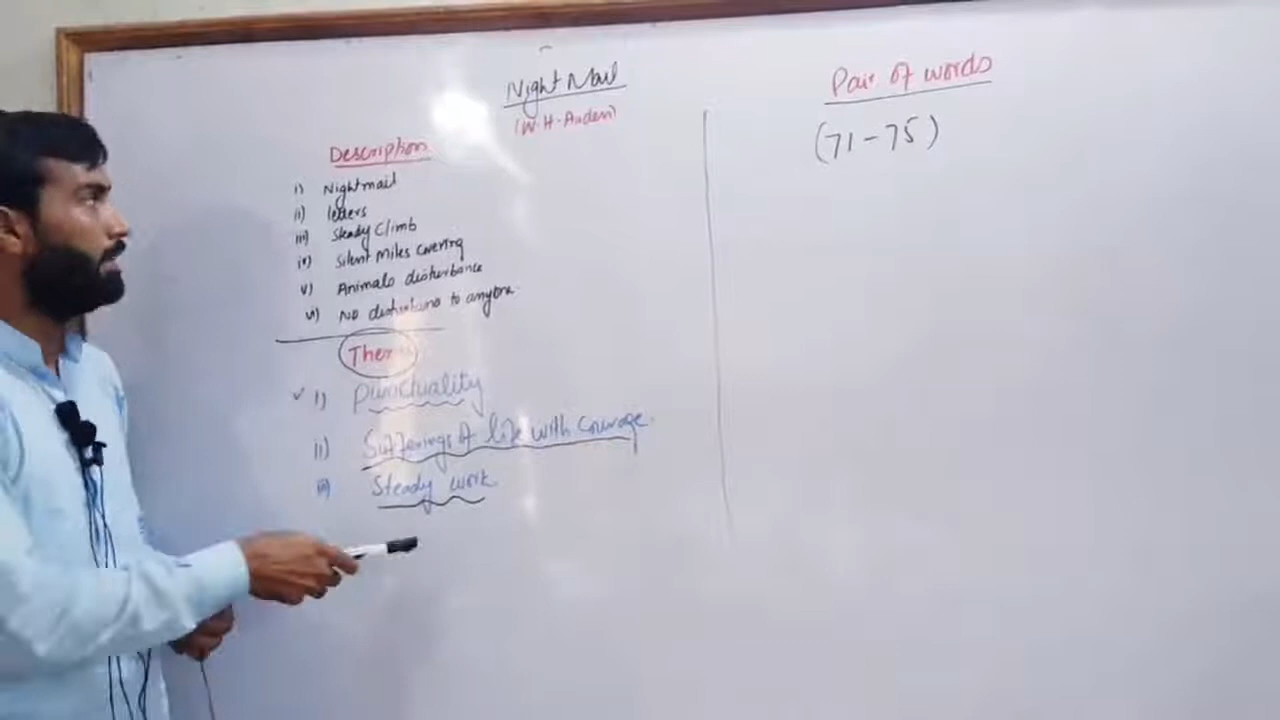 Night Mail
(W.H-Auden)
Description
i) Nightmail
ii) letters
iii) Steady Climb
iv) Silent Miles covering
v) Animals disturbance
vi) No disturbance to anyone.
Theme
i) Punctuality
ii) Sufferings of life with courage.
iii) Steady work
Pair of words
(71-75)